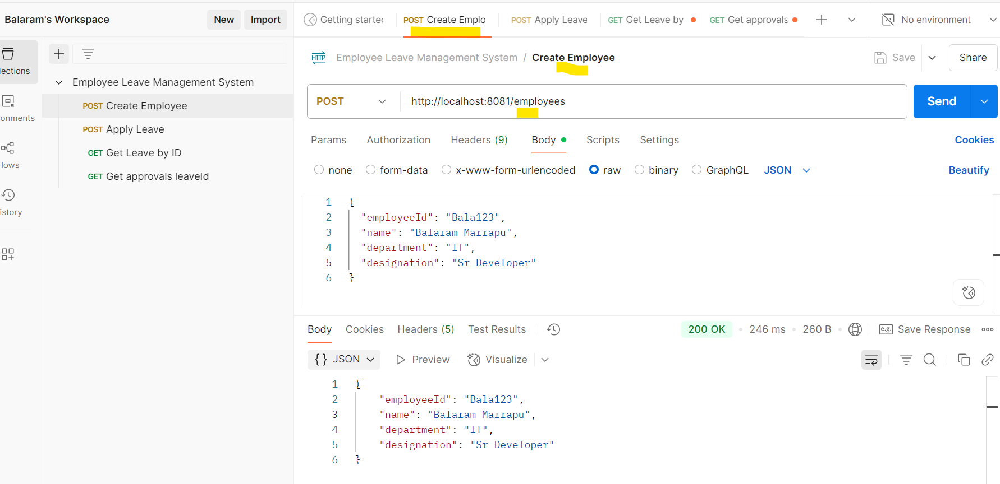 Balaram's Workspace
New
Import
Getting starte
POST Create Emplo
POST Apply Leave
GET Get Leave by
GET Get approvals
No environment
lections
onments
lows
istory
Employee Leave Management System
POST Create Employee
POST Apply Leave
GET Get Leave by ID
GET Get approvals leaveId
HTTP Employee Leave Management System / Create Employee
Save
Share
POST
http://localhost:8081/employees
Send
Params
Authorization
Headers (9)
Body
Scripts
Settings
Cookies
none
form-data
x-www-form-urlencoded
raw
binary
GraphQL
JSON
Beautify
1 {
2 "employeeId": "Bala123",
3 "name": "Balaram Marrapu",
4 "department": "IT",
5 "designation": "Sr Developer"
6 }
Body
Cookies
Headers (5)
Test Results
200 OK
246 ms
260 B
e.g. Save Response
{} JSON
Preview
Visualize
1 {
2 "employeeId": "Bala123",
3 "name": "Balaram Marrapu",
4 "department": "IT",
5 "designation": "Sr Developer"
6 }